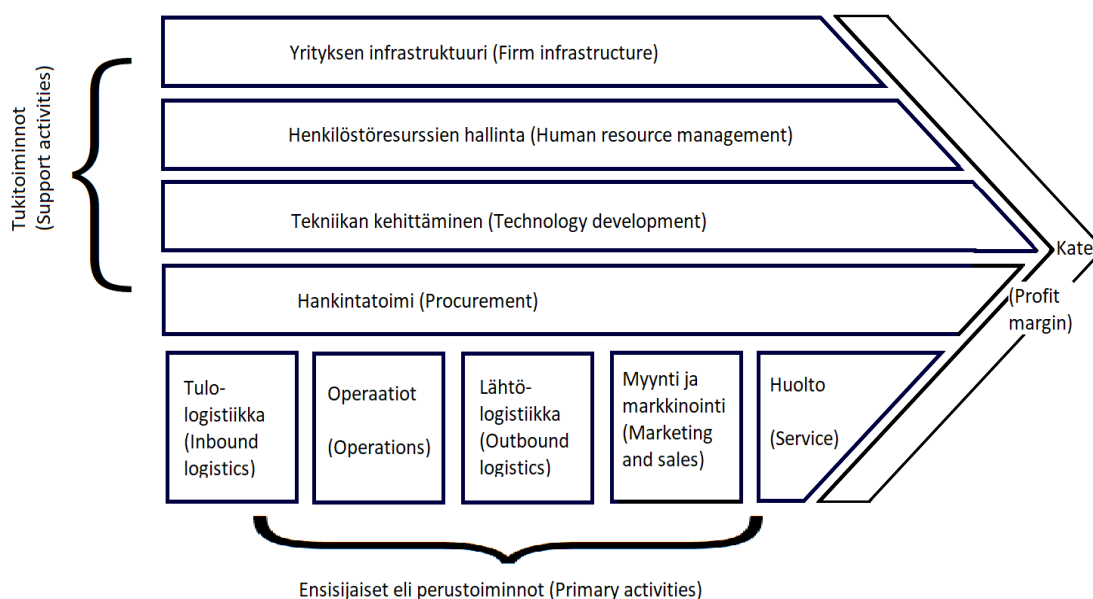 Tukitoiminnot
(Support activities)
Yrityksen infrastruktuuri (Firm infrastructure)
Henkilöstöresurssien hallinta (Human resource management)
Tekniikan kehittäminen (Technology development)
Hankintatoimi (Procurement)
Kate
(Profit
margin)
Tulo-
logistiikka
(Inbound
logistics)
Operaatiot
(Operations)
Lähtö-
logistiikka
(Outbound
logistics)
Myynti ja
markkinointi
(Marketing
and sales)
Huolto
(Service)
Ensisijaiset eli perustoiminnot (Primary activities)